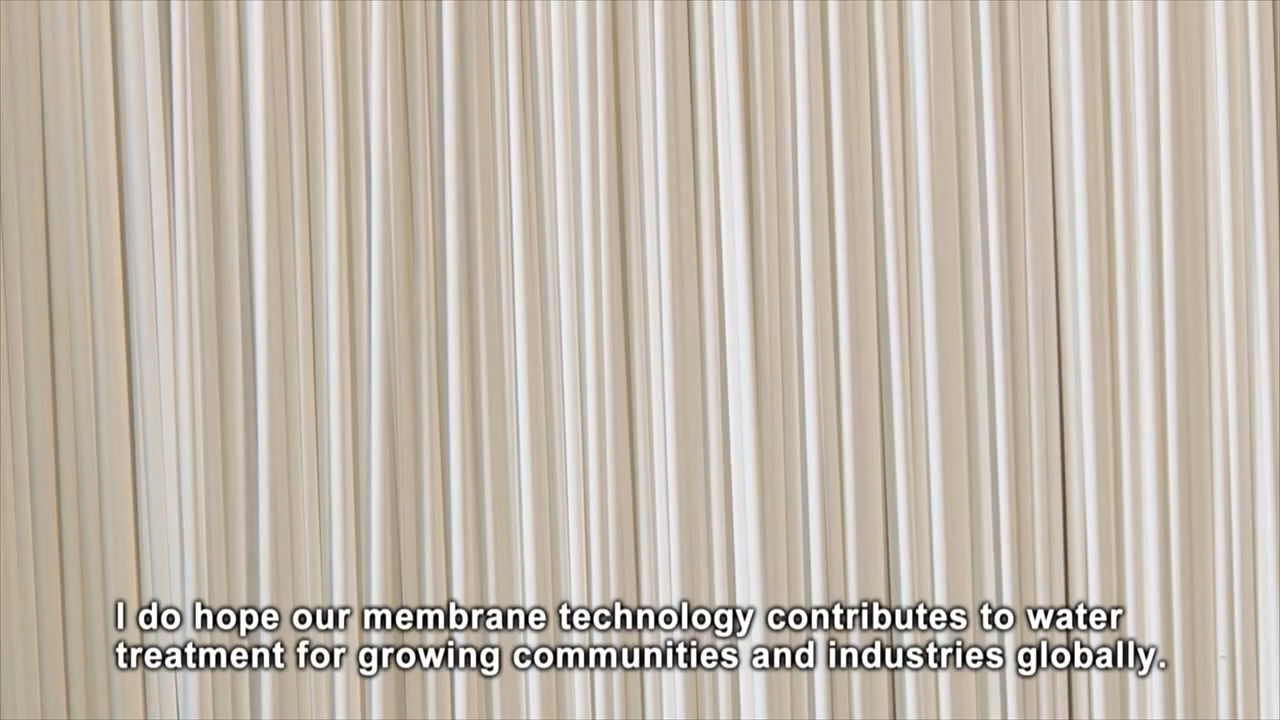 I do hope our membrane technology contributes to water
treatment for growing communities and industries globally.